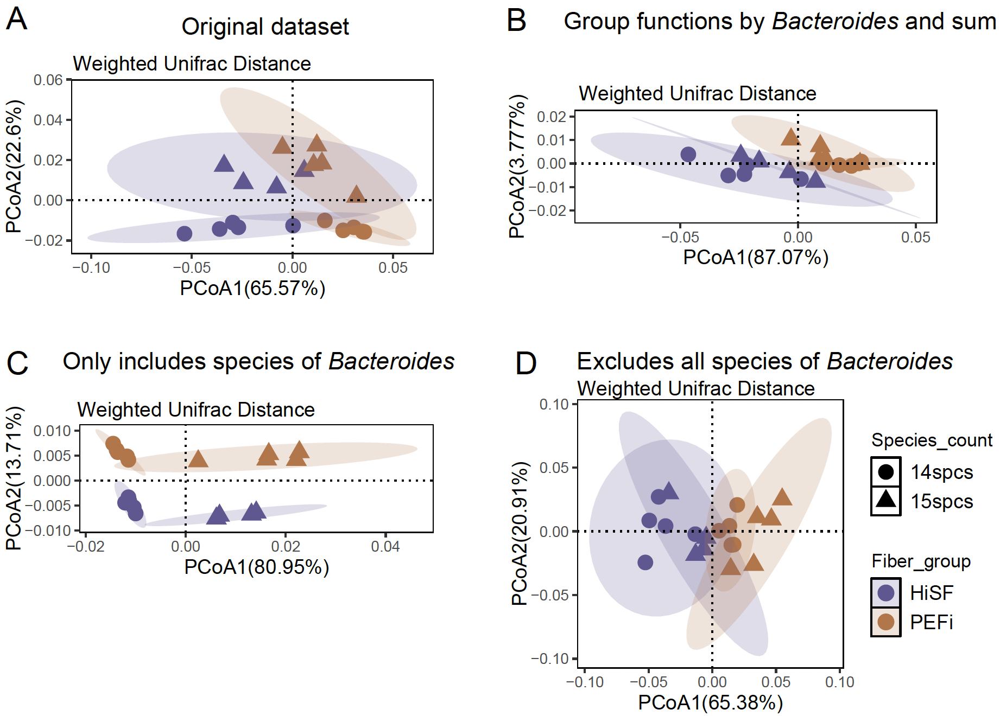 A
Original dataset
Weighted Unifrac Distance
PCoA2(22.6%)
0.06
0.04
0.02
0.00
−0.02
−0.10
−0.05
0.00
0.05
PCoA1(65.57%)
B
Group functions by Bacteroides and sum
Weighted Unifrac Distance
PCoA2(3.777%)
0.02
0.01
0.00
−0.01
−0.02
−0.05
0.00
0.05
PCoA1(87.07%)
C
Only includes species of Bacteroides
Weighted Unifrac Distance
PCoA2(13.71%)
0.010
0.005
0.000
−0.005
−0.010
−0.02
0.00
0.02
0.04
PCoA1(80.95%)
D
Excludes all species of Bacteroides
Weighted Unifrac Distance
PCoA2(20.91%)
0.10
0.05
0.00
−0.05
−0.10
−0.10
−0.05
0.00
0.05
0.10
PCoA1(65.38%)
Species_count
14spcs
15spcs
Fiber_group
HiSF
PEFi